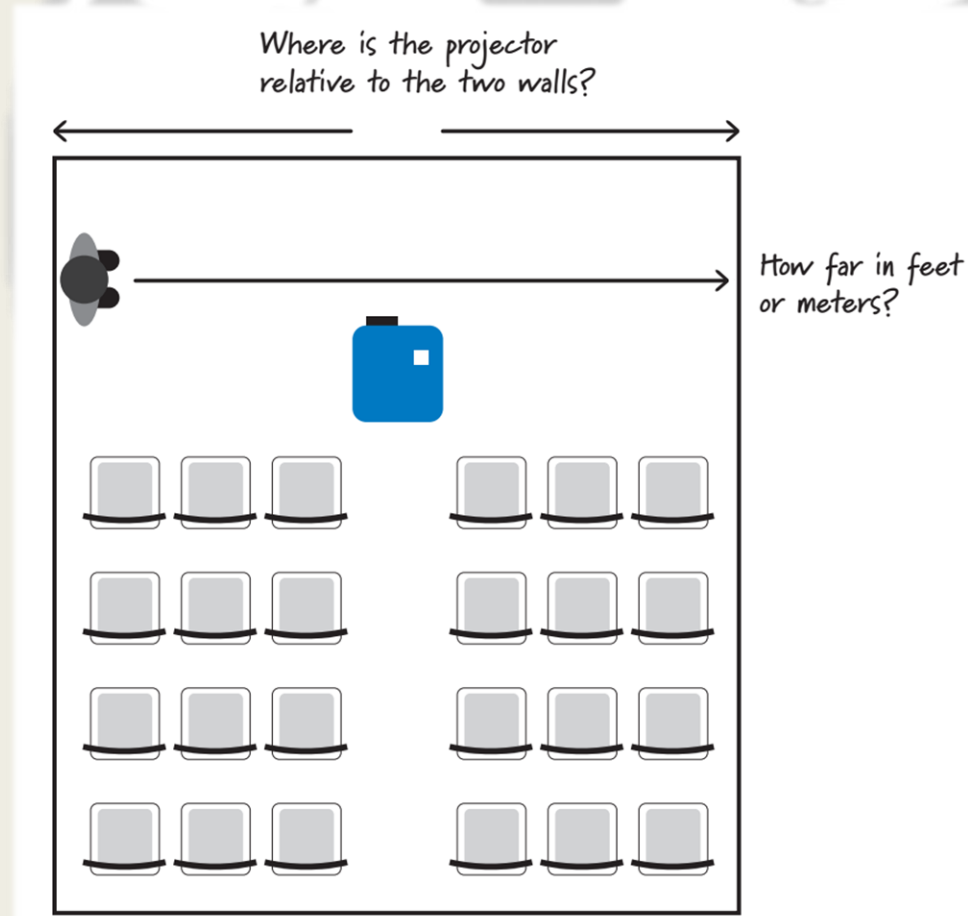 Where is the projector
relative to the two walls?
How far in feet
or meters?